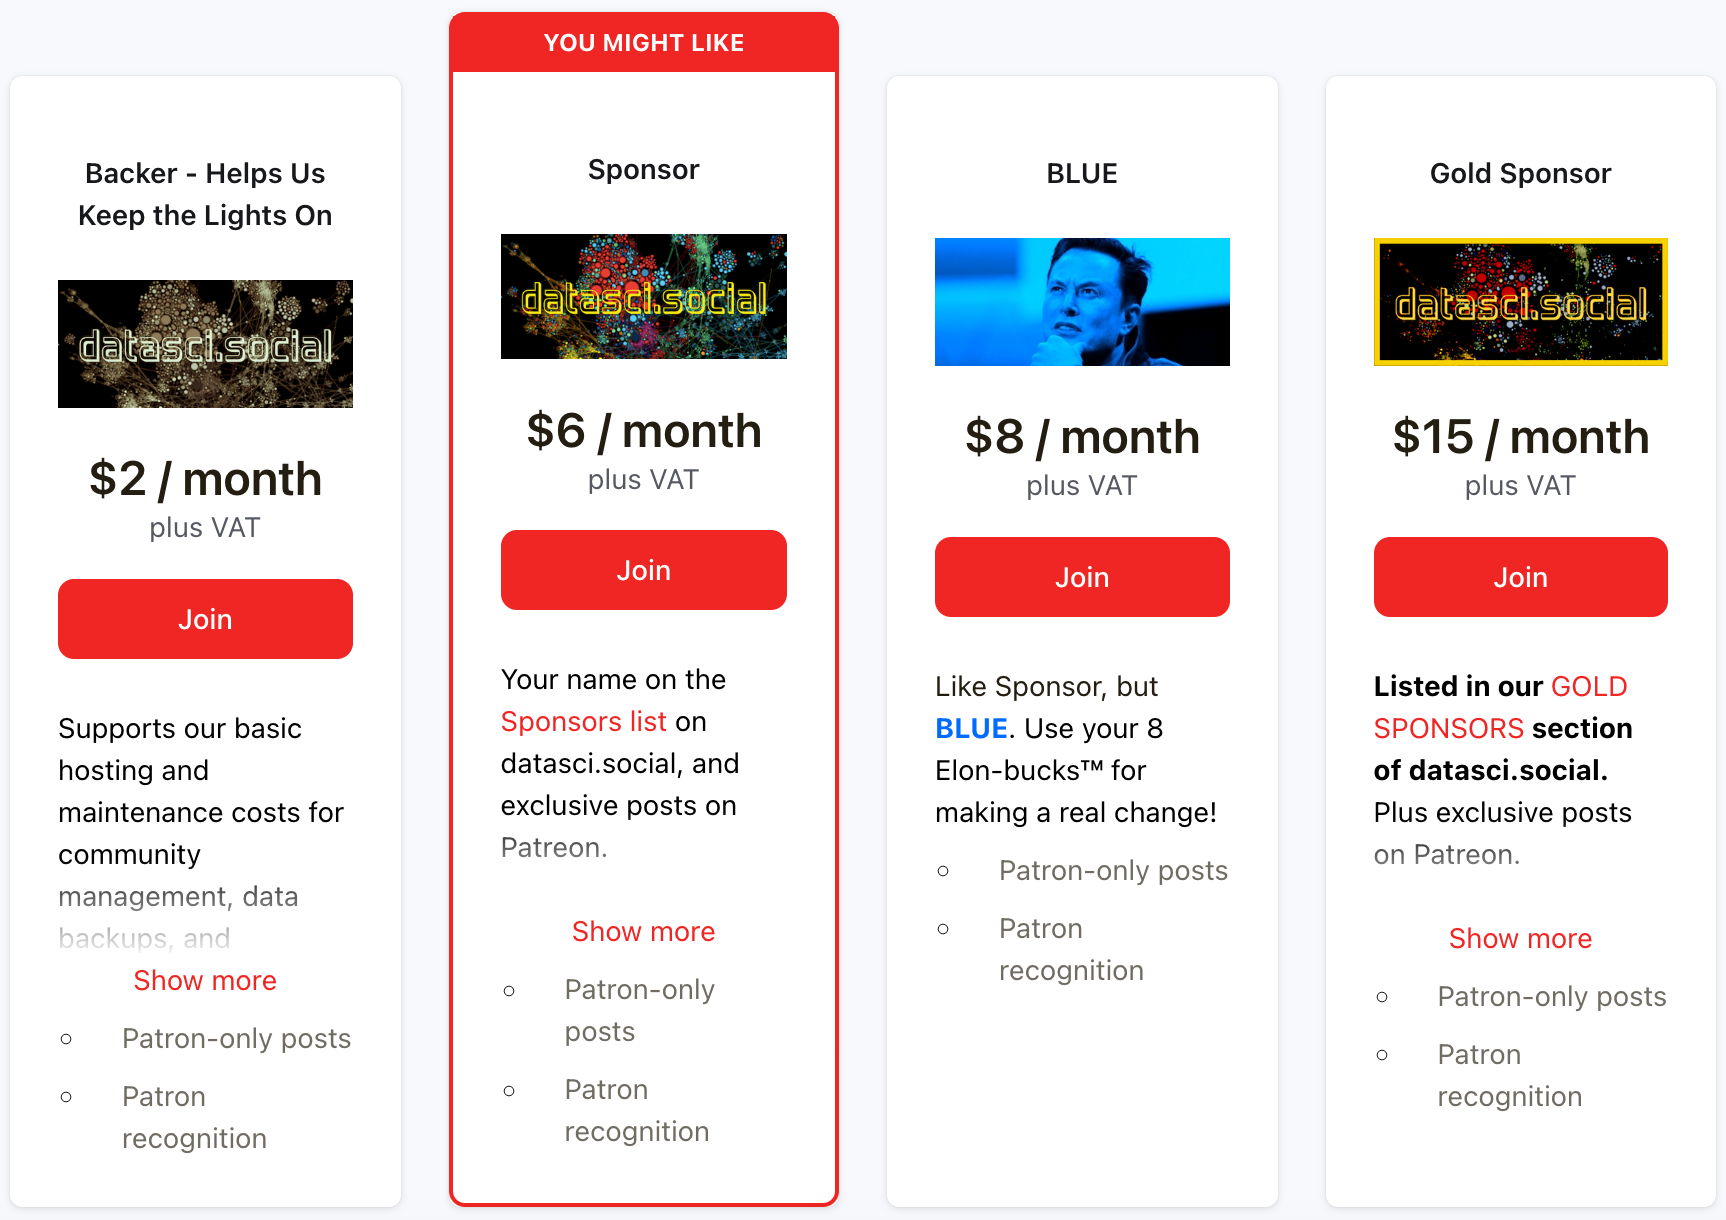 Backer - Helps Us
Keep the Lights On
datasci.social
$2 / month
plus VAT
Join
Supports our basic
hosting and
maintenance costs for
community
management, data
backups, and
Show more
Patron-only posts
Patron
recognition
YOU MIGHT LIKE
Sponsor
datasci.social
$6 / month
plus VAT
Join
Your name on the
Sponsors list on
datasci.social, and
exclusive posts on
Patreon.
Show more
Patron-only
posts
Patron
recognition
BLUE
$8 / month
plus VAT
Join
Like Sponsor, but
BLUE. Use your 8
Elon-bucks™ for
making a real change!
Patron-only posts
Patron
recognition
Gold Sponsor
datasci.social
$15 / month
plus VAT
Join
Listed in our GOLD
SPONSORS section
of datasci.social.
Plus exclusive posts
on Patreon.
Show more
Patron-only posts
Patron
recognition